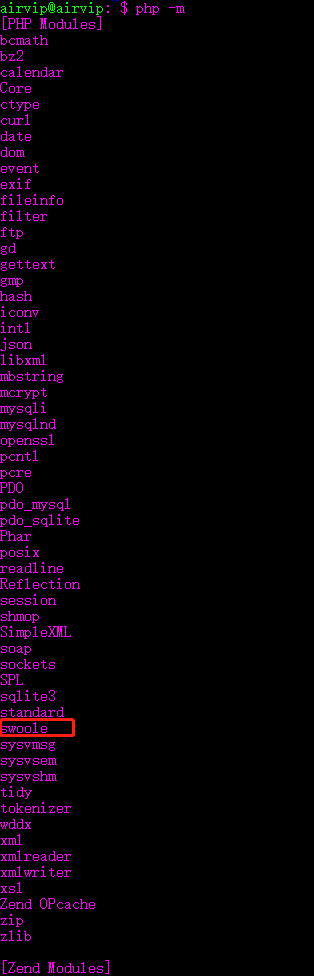 airvip@airvip: $ php -m
[PHP Modules]
bcmath
bz2
calendar
Core
ctype
curl
date
dom
event
exif
fileinfo
filter
ftp
gd
gettext
gmp
hash
iconv
intl
json
libxml
mbstring
mcrypt
mysqli
mysqlnd
openssl
pcntl
pcre
PDO
pdo_mysql
pdo_sqlite
Phar
posix
readline
Reflection
session
shmop
SimpleXML
soap
sockets
SPL
sqlite3
standard
swoole
sysvmsg
sysvsem
sysvshm
tidy
tokenizer
wddx
xml
xmlreader
xmlwriter
xsl
Zend OPcache
zip
zlib
[Zend Modules]